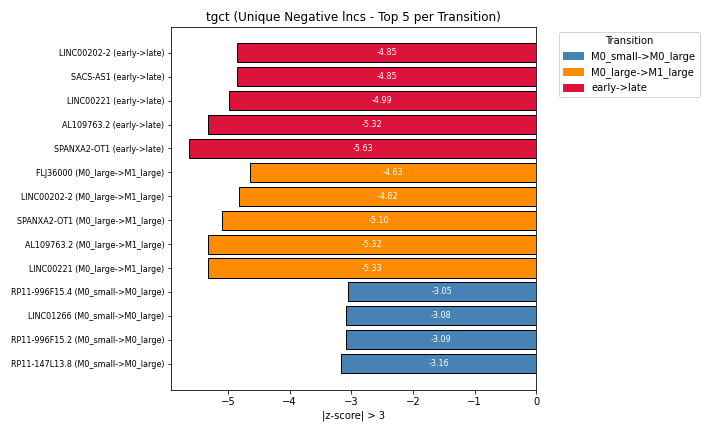 tgct (Unique Negative lncs - Top 5 per Transition)
LINC00202-2 (early->late)
-4.85
SACS-AS1 (early->late)
-4.85
LINC00221 (early->late)
-4.99
AL109763.2 (early->late)
-5.32
SPANXA2-OT1 (early->late)
-5.63
FLJ36000 (M0_large->M1_large)
-4.63
LINC00202-2 (M0_large->M1_large)
-4.82
SPANXA2-OT1 (M0_large->M1_large)
-5.10
AL109763.2 (M0_large->M1_large)
-5.32
LINC00221 (M0_large->M1_large)
-5.33
RP11-996F15.4 (M0_small->M0_large)
-3.05
LINC01266 (M0_small->M0_large)
-3.08
RP11-996F15.2 (M0_small->M0_large)
-3.09
RP11-147L13.8 (M0_small->M0_large)
-3.16
−5 −4 −3 −2 −1 0
|z-score| > 3
Transition
M0_small->M0_large
M0_large->M1_large
early->late